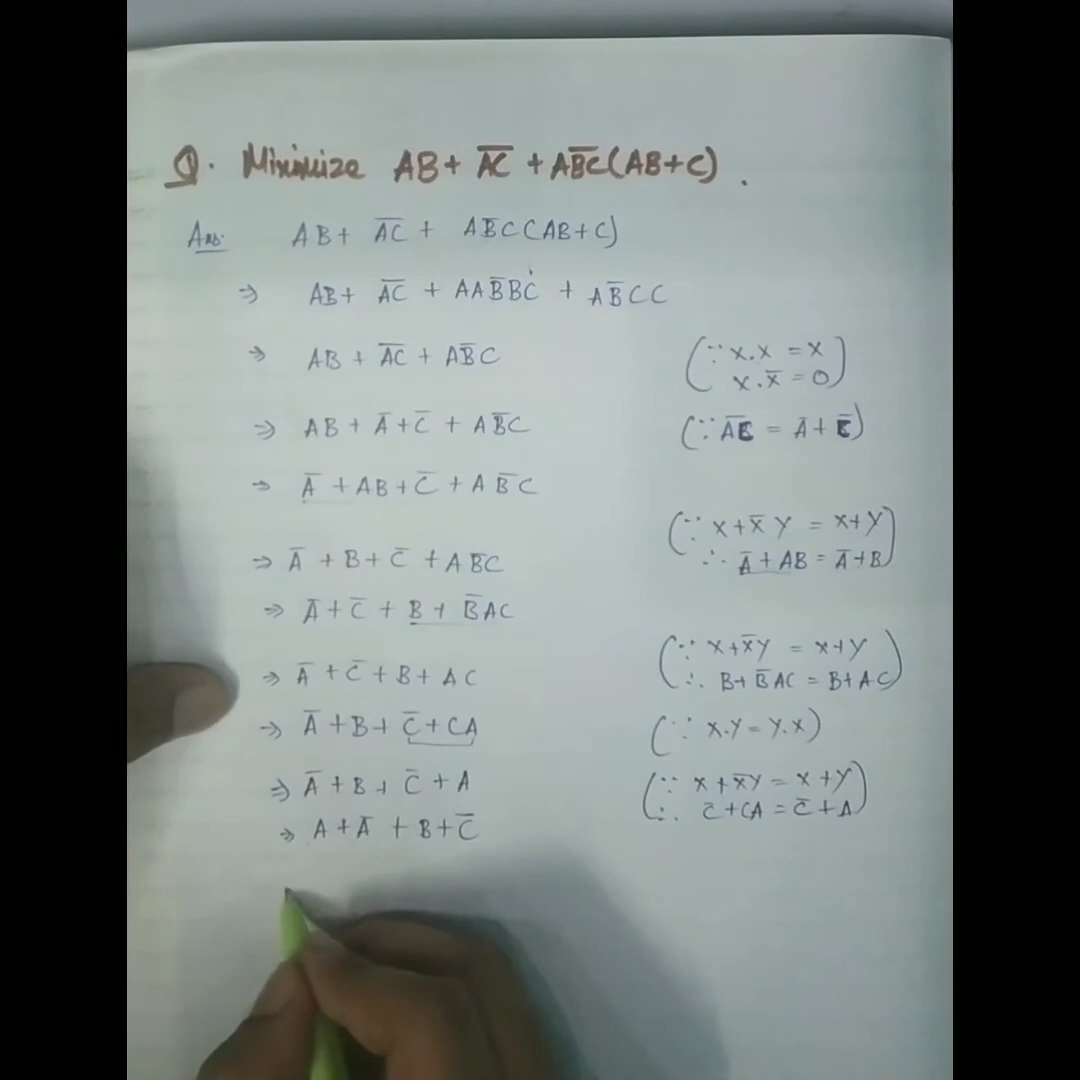 Q. Minimize AB + A̅C̅ + AB̅C(AB+C).
Ans. AB + A̅C̅ + AB̅C(AB+C)
⇒ AB + A̅C̅ + AAB̅BC + AB̅CC
⇒ AB + A̅C̅ + AB̅C (∵ X.X = X
X.X̅ = 0)
⇒ AB + A̅ + C̅ + AB̅C (∵ A̅C̅ = A̅ + C̅)
⇒ A̅ + AB + C̅ + AB̅C
(∵ X + X̅Y = X + Y
⇒ A̅ + B + C̅ + AB̅C ∴ A̅ + AB = A̅ + B)
⇒ A̅ + C̅ + B + B̅AC
(∵ X + X̅Y = X + Y
⇒ A̅ + C̅ + B + AC ∴ B + B̅AC = B + AC)
⇒ A̅ + B + C̅ + CA (∵ X.Y = Y.X)
⇒ A̅ + B + C̅ + A (∵ X + X̅Y = X + Y
∴ C̅ + CA = C̅ + A)
⇒ A + A̅ + B + C̅